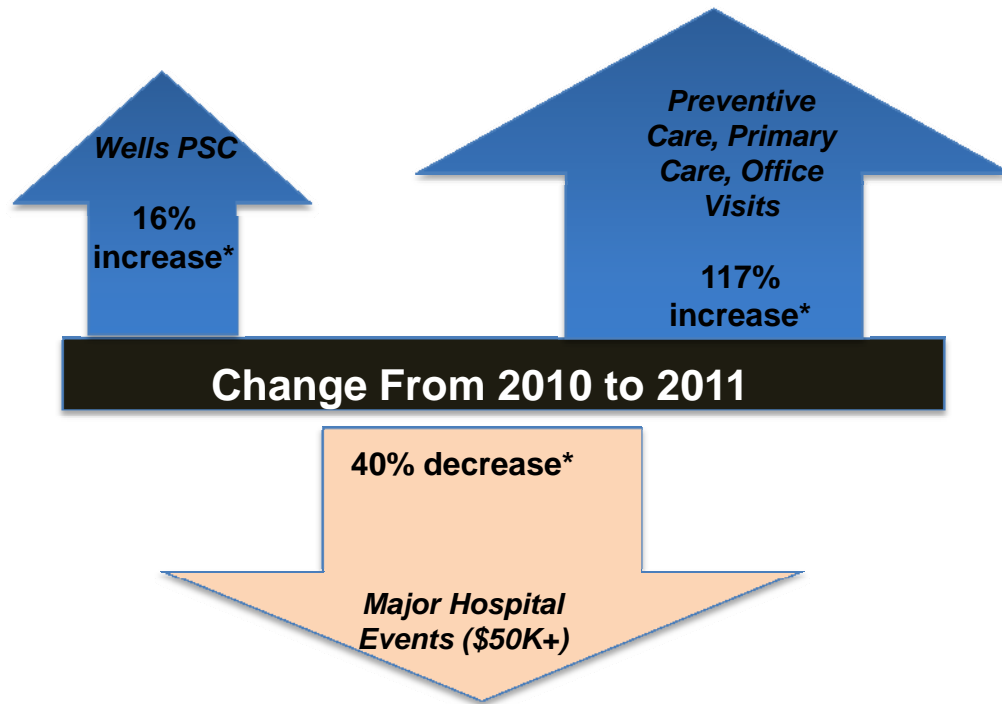 Wells PSC
16%
increase*
Preventive
Care, Primary
Care, Office
Visits
117%
increase*
Change From 2010 to 2011
40% decrease*
Major Hospital
Events ($50K+)